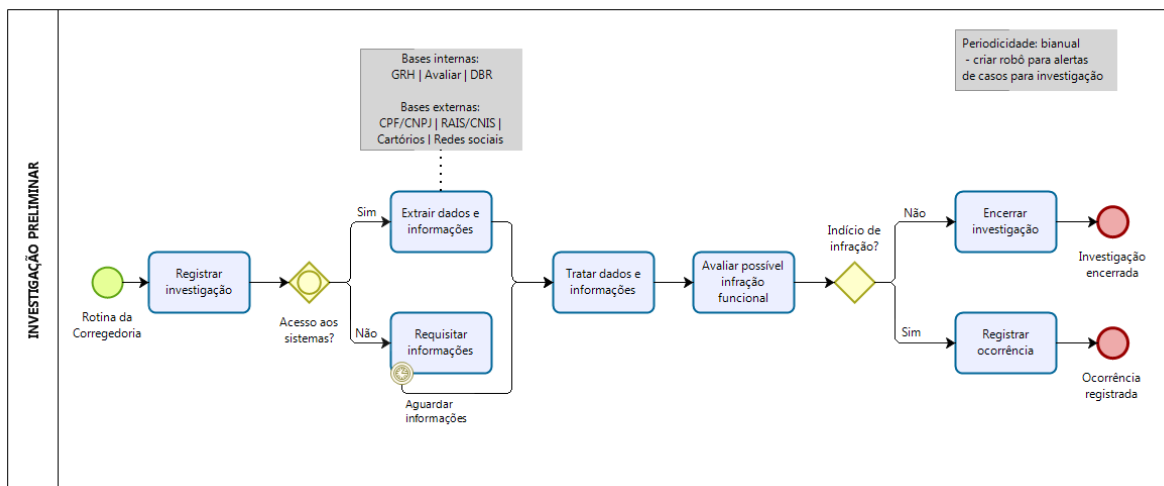 INVESTIGAÇÃO PRELIMINAR
Bases internas:
GRH | Avaliar | DBR
Bases externas:
CPF/CNPJ | RAIS/CNIS |
Cartórios | Redes sociais
Periodicidade: bianual
- criar robô para alertas
de casos para investigação
Rotina da
Corregedoria
Registrar
investigação
Acesso aos
sistemas?
Sim
Extrair dados e
informações
Não
Requisitar
informações
Aguardar
informações
Tratar dados e
informações
Avaliar possível
infração
funcional
Indício de
infração?
Não
Encerrar
investigação
Investigação
encerrada
Sim
Registrar
ocorrência
Ocorrência
registrada